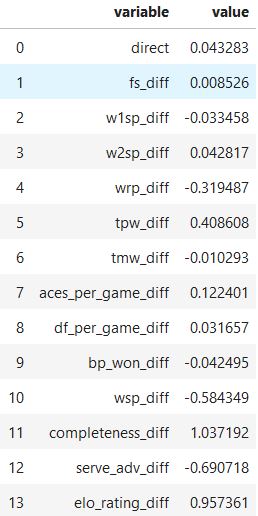 variable value
0 direct 0.043283
1 fs_diff 0.008526
2 w1sp_diff -0.033458
3 w2sp_diff 0.042817
4 wrp_diff -0.319487
5 tpw_diff 0.408608
6 tmw_diff -0.010293
7 aces_per_game_diff 0.122401
8 df_per_game_diff 0.031657
9 bp_won_diff -0.042495
10 wsp_diff -0.584349
11 completeness_diff 1.037192
12 serve_adv_diff -0.690718
13 elo_rating_diff 0.957361